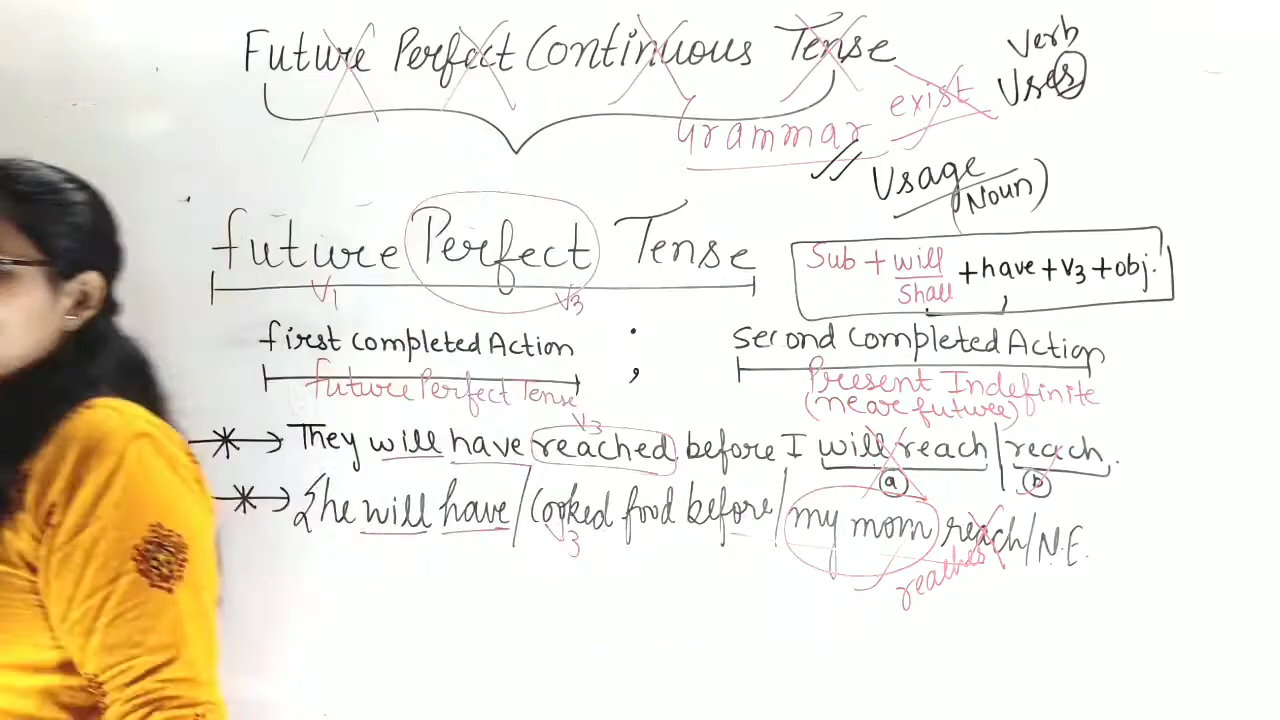 Future Perfect Continuous Tense
Verb
Uses
Grammar exist
Usage
Noun)
future Perfect Tense
V1 V3
Sub + will + have + V3 + obj.
Shall
first completed Action ; second completed Action
future Perfect Tense
Present Indefinite
(near future)
V3
They will have reached before I will reach / reach.
a b
She will have / Cooked food before / my mom reach / N.E.
V3
reaches